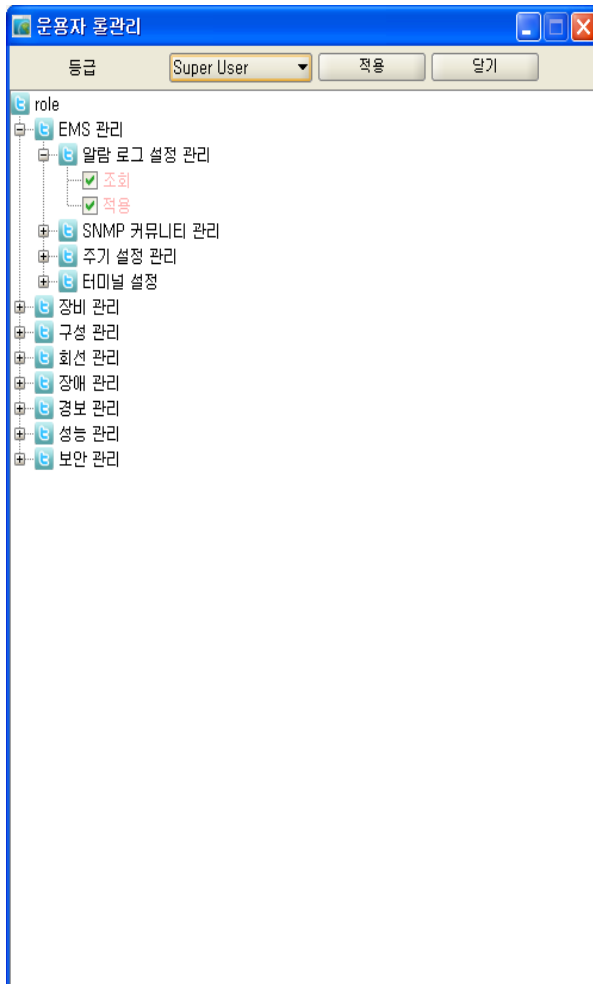 운용자 롤관리
등급 Super User 적용 닫기
role
EMS 관리
알람 로그 설정 관리
조회
적용
SNMP 커뮤니티 관리
주기 설정 관리
터미널 설정
장비 관리
구성 관리
회선 관리
장애 관리
경보 관리
성능 관리
보안 관리